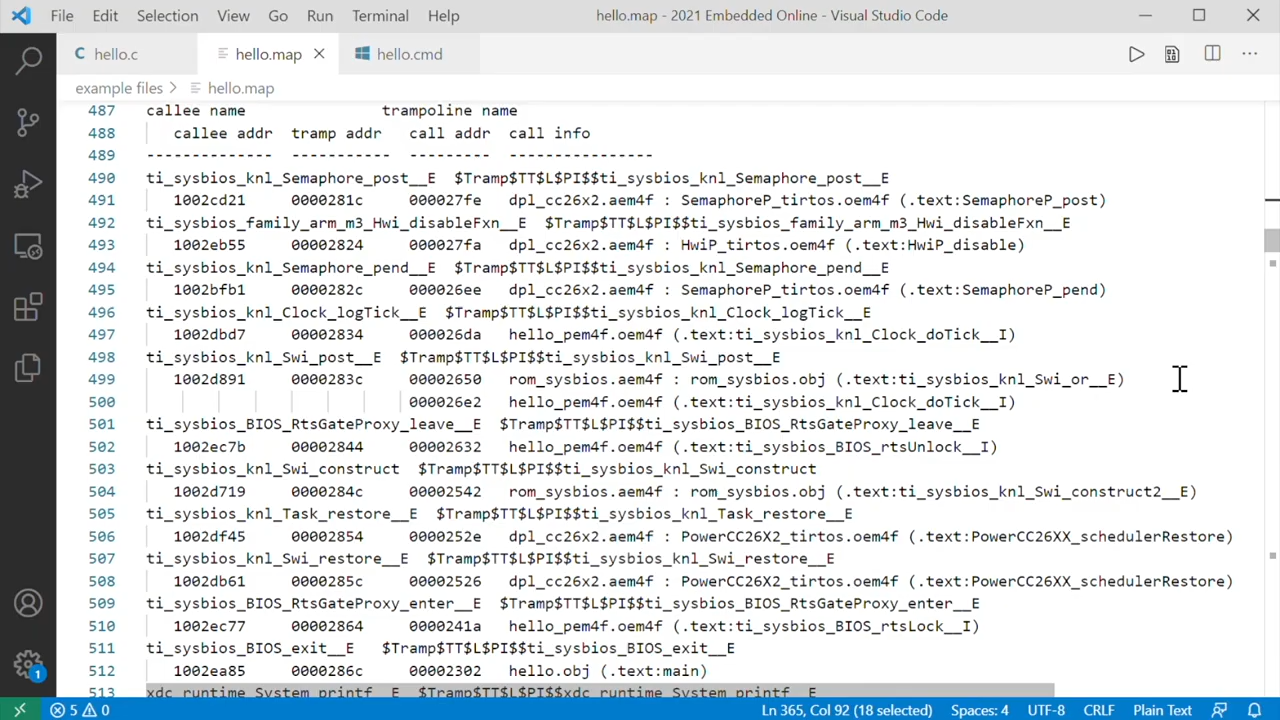 File Edit Selection View Go Run Terminal Help hello.map - 2021 Embedded Online - Visual Studio Code
C hello.c hello.map hello.cmd
example files > hello.map
487 callee name trampoline name
488 callee addr tramp addr call addr call info
489 -------------- ----------- --------- ----------------
490 ti_sysbios_knl_Semaphore_post__E $Tramp$TT$L$PI$$ti_sysbios_knl_Semaphore_post__E
491 1002cd21 0000281c 000027fe dpl_cc26x2.aem4f : SemaphoreP_tirtos.oem4f (.text:SemaphoreP_post)
492 ti_sysbios_family_arm_m3_Hwi_disableFxn__E $Tramp$TT$L$PI$$ti_sysbios_family_arm_m3_Hwi_disableFxn__E
493 1002eb55 00002824 000027fa dpl_cc26x2.aem4f : HwiP_tirtos.oem4f (.text:HwiP_disable)
494 ti_sysbios_knl_Semaphore_pend__E $Tramp$TT$L$PI$$ti_sysbios_knl_Semaphore_pend__E
495 1002bfb1 0000282c 000026ee dpl_cc26x2.aem4f : SemaphoreP_tirtos.oem4f (.text:SemaphoreP_pend)
496 ti_sysbios_knl_Clock_logTick__E $Tramp$TT$L$PI$$ti_sysbios_knl_Clock_logTick__E
497 1002dbd7 00002834 000026da hello_pem4f.oem4f (.text:ti_sysbios_knl_Clock_doTick__I)
498 ti_sysbios_knl_Swi_post__E $Tramp$TT$L$PI$$ti_sysbios_knl_Swi_post__E
499 1002d891 0000283c 00002650 rom_sysbios.aem4f : rom_sysbios.obj (.text:ti_sysbios_knl_Swi_or__E)
500 000026e2 hello_pem4f.oem4f (.text:ti_sysbios_knl_Clock_doTick__I)
501 ti_sysbios_BIOS_RtsGateProxy_leave__E $Tramp$TT$L$PI$$ti_sysbios_BIOS_RtsGateProxy_leave__E
502 1002ec7b 00002844 00002632 hello_pem4f.oem4f (.text:ti_sysbios_BIOS_rtsUnlock__I)
503 ti_sysbios_knl_Swi_construct $Tramp$TT$L$PI$$ti_sysbios_knl_Swi_construct
504 1002d719 0000284c 00002542 rom_sysbios.aem4f : rom_sysbios.obj (.text:ti_sysbios_knl_Swi_construct2__E)
505 ti_sysbios_knl_Task_restore__E $Tramp$TT$L$PI$$ti_sysbios_knl_Task_restore__E
506 1002df45 00002854 0000252e dpl_cc26x2.aem4f : PowerCC26X2_tirtos.oem4f (.text:PowerCC26XX_schedulerRestore)
507 ti_sysbios_knl_Swi_restore__E $Tramp$TT$L$PI$$ti_sysbios_knl_Swi_restore__E
508 1002db61 0000285c 00002526 dpl_cc26x2.aem4f : PowerCC26X2_tirtos.oem4f (.text:PowerCC26XX_schedulerRestore)
509 ti_sysbios_BIOS_RtsGateProxy_enter__E $Tramp$TT$L$PI$$ti_sysbios_BIOS_RtsGateProxy_enter__E
510 1002ec77 00002864 0000241a hello_pem4f.oem4f (.text:ti_sysbios_BIOS_rtsLock__I)
511 ti_sysbios_BIOS_exit__E $Tramp$TT$L$PI$$ti_sysbios_BIOS_exit__E
512 1002ea85 0000286c 00002302 hello.obj (.text:main)
513 xdc_runtime_System_printf__E $Tramp$TT$L$PI$$xdc_runtime_System_printf__E
1
5 0 Ln 365, Col 92 (18 selected) Spaces: 4 UTF-8 CRLF Plain Text